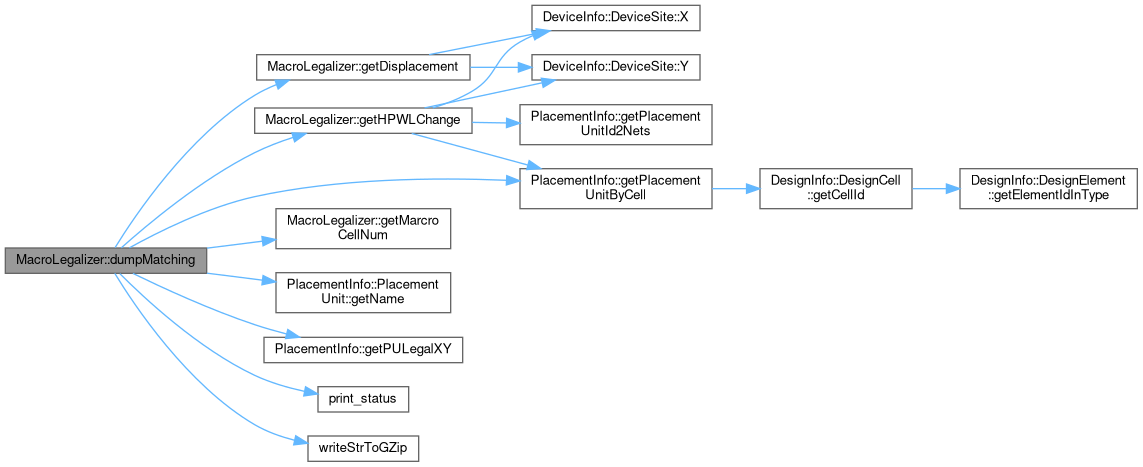 DeviceInfo::DeviceSite::X
MacroLegalizer::getDisplacement
DeviceInfo::DeviceSite::Y
MacroLegalizer::getHPWLChange
PlacementInfo::getPlacement
UnitId2Nets
PlacementInfo::getPlacement
UnitByCell
DesignInfo::DesignCell
::getCellId
DesignInfo::DesignElement
::getElementIdInType
MacroLegalizer::getMarcro
CellNum
MacroLegalizer::dumpMatching
PlacementInfo::Placement
Unit::getName
PlacementInfo::getPULegalXY
print_status
writeStrToGZip